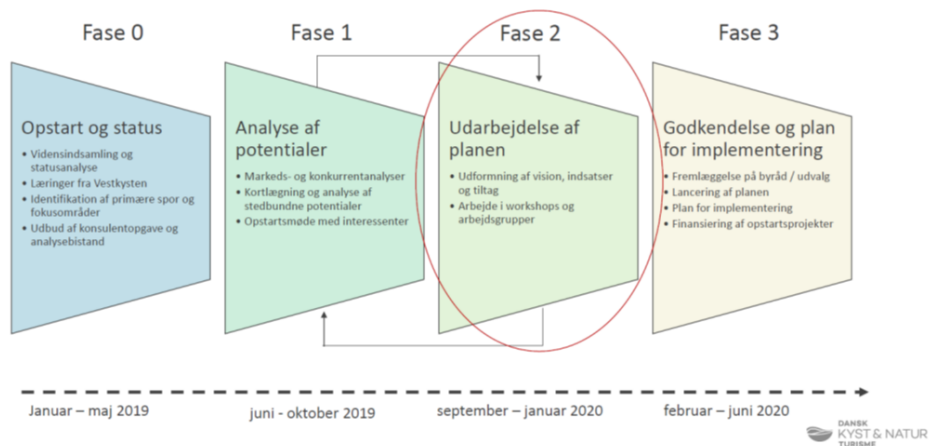 Fase 0
Fase 1
Fase 2
Fase 3
Opstart og status
• Vidensindsamling og
statusanalyse
• Læringer fra Vestkysten
• Identifikation af primære spor og
fokusområder
• Udbud af konsulentopgave og
analysebistand
Analyse af
potentialer
• Markeds- og konkurrentanalyser
• Kortlægning og analyse af
stedbundne potentialer
• Opstartsmøde med interessenter
Udarbejdelse af
planen
• Udformning af vision, indsatser
og tiltag
• Arbejde i workshops og
arbejdsgrupper
Godkendelse og plan
for implementering
• Fremlæggelse på byråd / udvalg
• Lancering af planen
• Plan for implementering
• Finansiering af opstartsprojekter
Januar – maj 2019
juni - oktober 2019
september – januar 2020
februar – juni 2020
DANSK
KYST & NATUR
TURISME